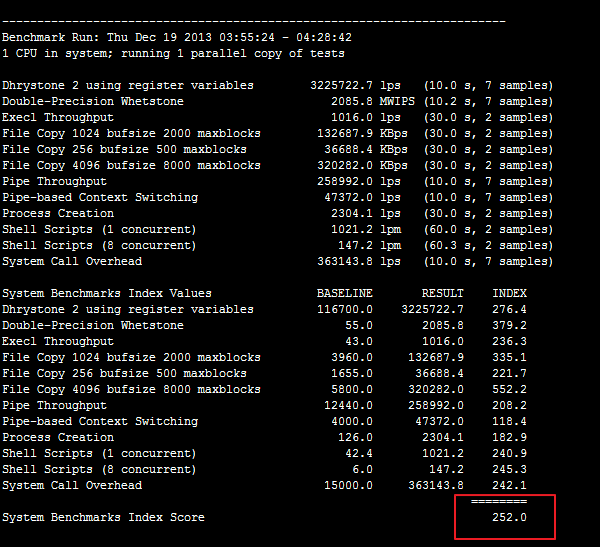 ------------------------------------------------------------------------
Benchmark Run: Thu Dec 19 2013 03:55:24 - 04:28:42
1 CPU in system; running 1 parallel copy of tests
Dhrystone 2 using register variables 3225722.7 lps (10.0 s, 7 samples)
Double-Precision Whetstone 2085.8 MWIPS (10.2 s, 7 samples)
Execl Throughput 1016.0 lps (30.0 s, 2 samples)
File Copy 1024 bufsize 2000 maxblocks 132687.9 KBps (30.0 s, 2 samples)
File Copy 256 bufsize 500 maxblocks 36688.4 KBps (30.0 s, 2 samples)
File Copy 4096 bufsize 8000 maxblocks 320282.0 KBps (30.0 s, 2 samples)
Pipe Throughput 258992.0 lps (10.0 s, 7 samples)
Pipe-based Context Switching 47372.0 lps (10.0 s, 7 samples)
Process Creation 2304.1 lps (30.0 s, 2 samples)
Shell Scripts (1 concurrent) 1021.2 lpm (60.0 s, 2 samples)
Shell Scripts (8 concurrent) 147.2 lpm (60.3 s, 2 samples)
System Call Overhead 363143.8 lps (10.0 s, 7 samples)
System Benchmarks Index Values BASELINE RESULT INDEX
Dhrystone 2 using register variables 116700.0 3225722.7 276.4
Double-Precision Whetstone 55.0 2085.8 379.2
Execl Throughput 43.0 1016.0 236.3
File Copy 1024 bufsize 2000 maxblocks 3960.0 132687.9 335.1
File Copy 256 bufsize 500 maxblocks 1655.0 36688.4 221.7
File Copy 4096 bufsize 8000 maxblocks 5800.0 320282.0 552.2
Pipe Throughput 12440.0 258992.0 208.2
Pipe-based Context Switching 4000.0 47372.0 118.4
Process Creation 126.0 2304.1 182.9
Shell Scripts (1 concurrent) 42.4 1021.2 240.9
Shell Scripts (8 concurrent) 6.0 147.2 245.3
System Call Overhead 15000.0 363143.8 242.1
========
System Benchmarks Index Score 252.0